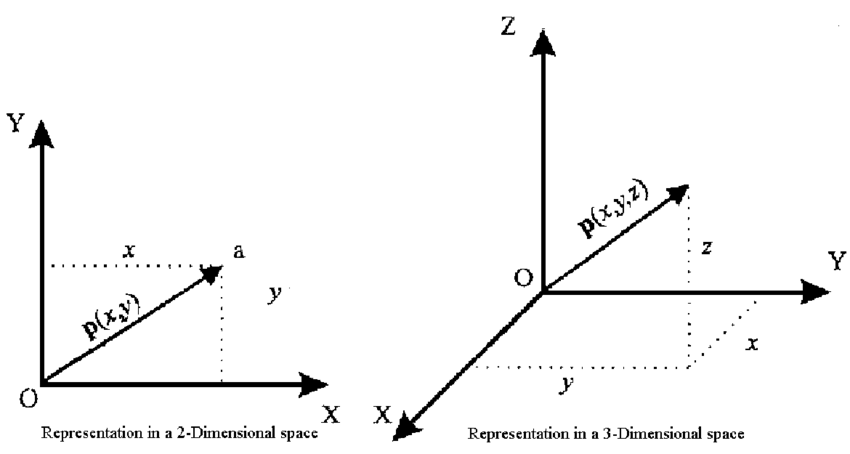 Y
x
a
y
p(x,y)
O
X
Representation in a 2-Dimensional space
Z
p(x,y,z)
z
O
Y
x
y
X
Representation in a 3-Dimensional space